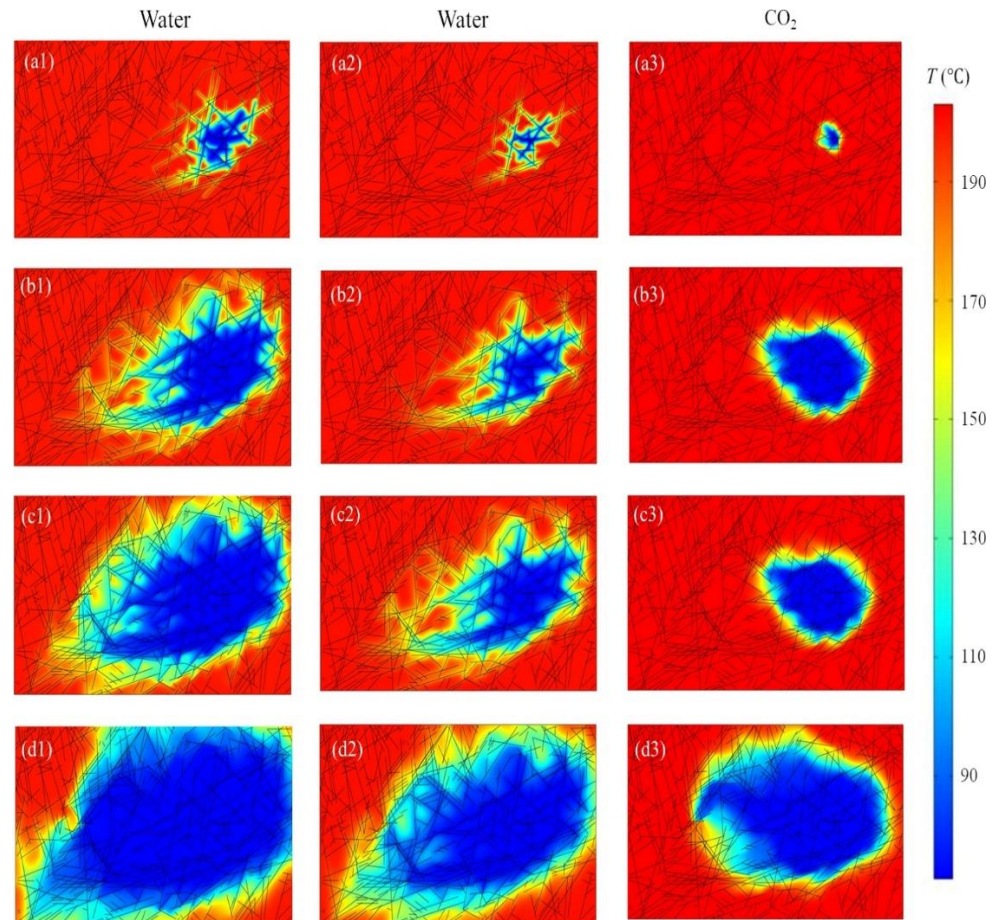 Water Water CO₂
T (°C)
(a1) (a2) (a3)
190
170
(b1) (b2) (b3)
150
130
(c1) (c2) (c3)
110
(d1) (d2) (d3)
90